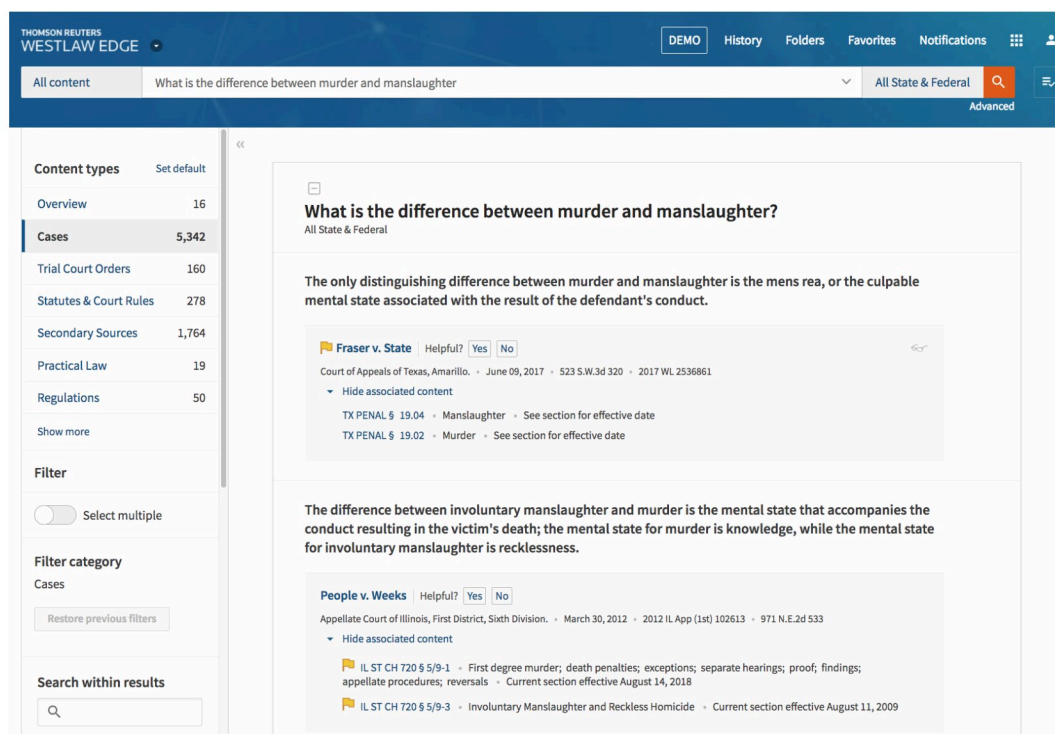 THOMSON REUTERS
WESTLAW EDGE
DEMO History Folders Favorites Notifications
All content What is the difference between murder and manslaughter All State & Federal
Advanced
Content types Set default
Overview 16
Cases 5,342
Trial Court Orders 160
Statutes & Court Rules 278
Secondary Sources 1,764
Practical Law 19
Regulations 50
Show more
Filter
Select multiple
Filter category
Cases
Restore previous filters
Search within results
What is the difference between murder and manslaughter?
All State & Federal
The only distinguishing difference between murder and manslaughter is the mens rea, or the culpable
mental state associated with the result of the defendant's conduct.
Fraser v. State Helpful? Yes No
Court of Appeals of Texas, Amarillo. • June 09, 2017 • 523 S.W.3d 320 • 2017 WL 2536861
Hide associated content
TX PENAL § 19.04 • Manslaughter • See section for effective date
TX PENAL § 19.02 • Murder • See section for effective date
The difference between involuntary manslaughter and murder is the mental state that accompanies the
conduct resulting in the victim's death; the mental state for murder is knowledge, while the mental state
for involuntary manslaughter is recklessness.
People v. Weeks Helpful? Yes No
Appellate Court of Illinois, First District, Sixth Division. • March 30, 2012 • 2012 IL App (1st) 102613 • 971 N.E.2d 533
Hide associated content
IL ST CH 720 § 5/9-1 • First degree murder; death penalties; exceptions; separate hearings; proof; findings;
appellate procedures; reversals • Current section effective August 14, 2018
IL ST CH 720 § 5/9-3 • Involuntary Manslaughter and Reckless Homicide • Current section effective August 11, 2009